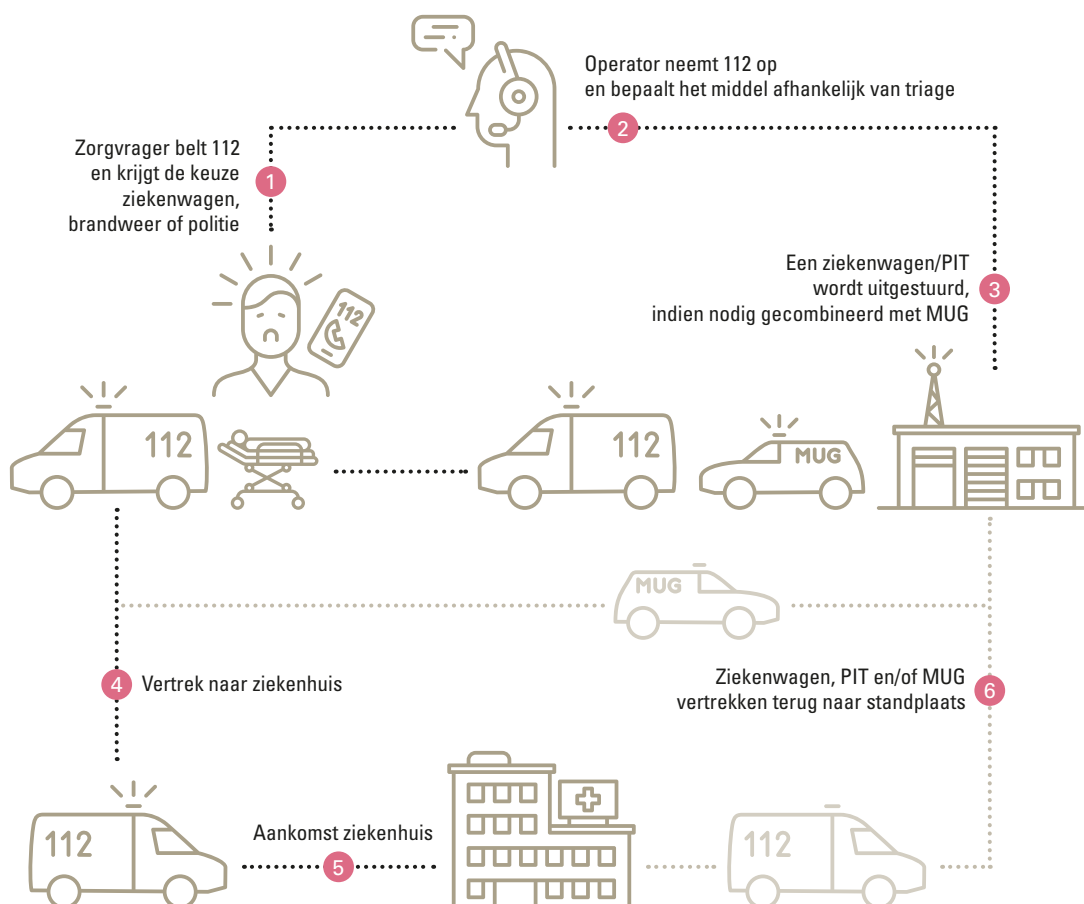 Operator neemt 112 op
en bepaalt het middel afhankelijk van triage
2
Zorgvrager belt 112
en krijgt de keuze
ziekenwagen,
brandweer of politie
1
112
Een ziekenwagen/PIT
wordt uitgestuurd,
indien nodig gecombineerd met MUG
3
112
112
MUG
MUG
4
Vertrek naar ziekenhuis
Ziekenwagen, PIT en/of MUG
vertrekken terug naar standplaats
6
112
Aankomst ziekenhuis
5
112